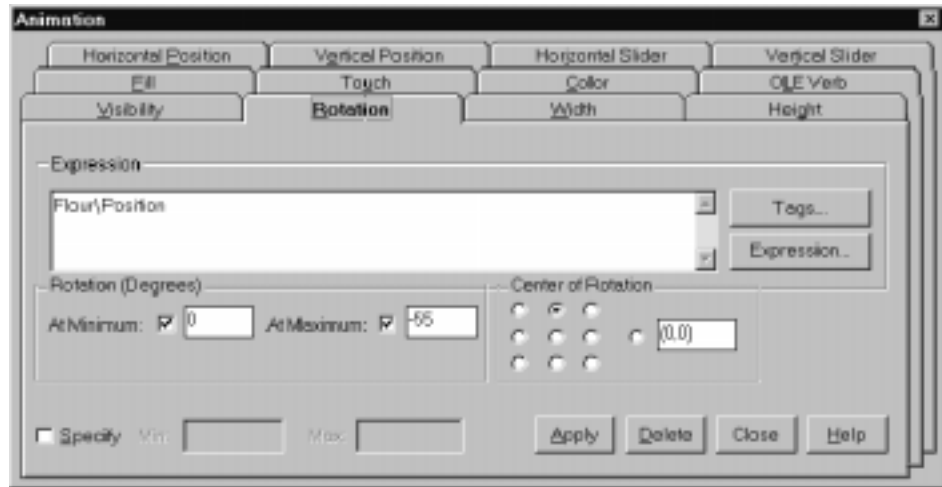 Animation
Horizontal Position Vertical Position Horizontal Slider Vertical Slider
Fill Touch Color OLE Verb
Visibility Rotation Width Height
Expression
Flour\Position
Tags...
Expression...
Rotation (Degrees)
Center of Rotation
At Minimum: 0 At Maximum: -55
(0,0)
Specify Min: Max: Apply Delete Close Help